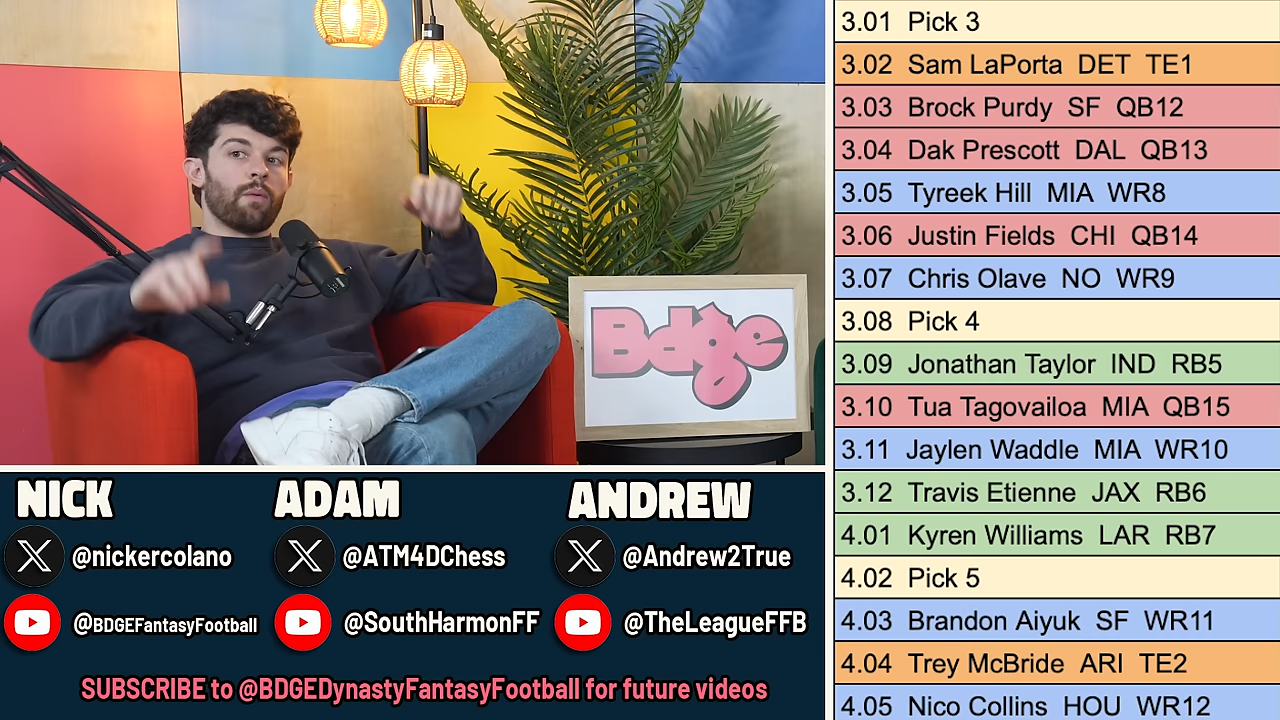 Bdge
NICK
@nickercolano
@BDGEFantasyFootball
ADAM
@ATM4DChess
@SouthHarmonFF
ANDREW
@Andrew2True
@TheLeagueFFB
SUBSCRIBE to @BDGEDynastyFantasyFootball for future videos
3.01 Pick 3
3.02 Sam LaPorta DET TE1
3.03 Brock Purdy SF QB12
3.04 Dak Prescott DAL QB13
3.05 Tyreek Hill MIA WR8
3.06 Justin Fields CHI QB14
3.07 Chris Olave NO WR9
3.08 Pick 4
3.09 Jonathan Taylor IND RB5
3.10 Tua Tagovailoa MIA QB15
3.11 Jaylen Waddle MIA WR10
3.12 Travis Etienne JAX RB6
4.01 Kyren Williams LAR RB7
4.02 Pick 5
4.03 Brandon Aiyuk SF WR11
4.04 Trey McBride ARI TE2
4.05 Nico Collins HOU WR12